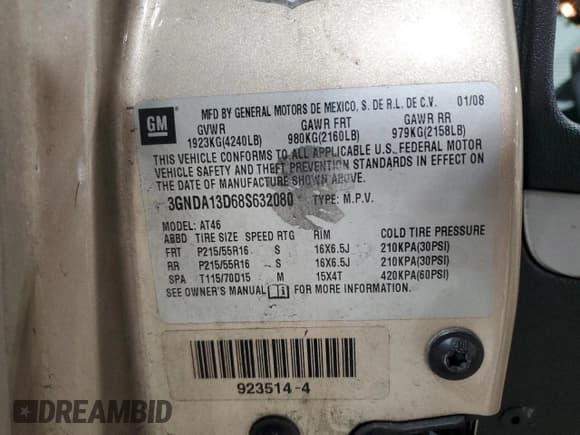 GM
MFD BY GENERAL MOTORS DE MEXICO, S. DE R.L. DE C.V. 01/08
GVWR GAWR FRT GAWR RR
1923KG(4240LB) 980KG(2160LB) 979KG(2158LB)
THIS VEHICLE CONFORMS TO ALL APPLICABLE U.S. FEDERAL MOTOR
VEHICLE SAFETY AND THEFT PREVENTION STANDARDS IN EFFECT ON
THE DATE OF MANUFACTURE SHOWN ABOVE.
3GNDA13D68S632080 TYPE: M.P.V.
MODEL: AT46
ABBD TIRE SIZE SPEED RTG RIM COLD TIRE PRESSURE
FRT P215/55R16 S 16X6.5J 210KPA(30PSI)
RR P215/55R16 S 16X6.5J 210KPA(30PSI)
SPA T115/70D15 M 15X4T 420KPA(60PSI)
SEE OWNER'S MANUAL FOR MORE INFORMATION.
923514-4
DREAMBID